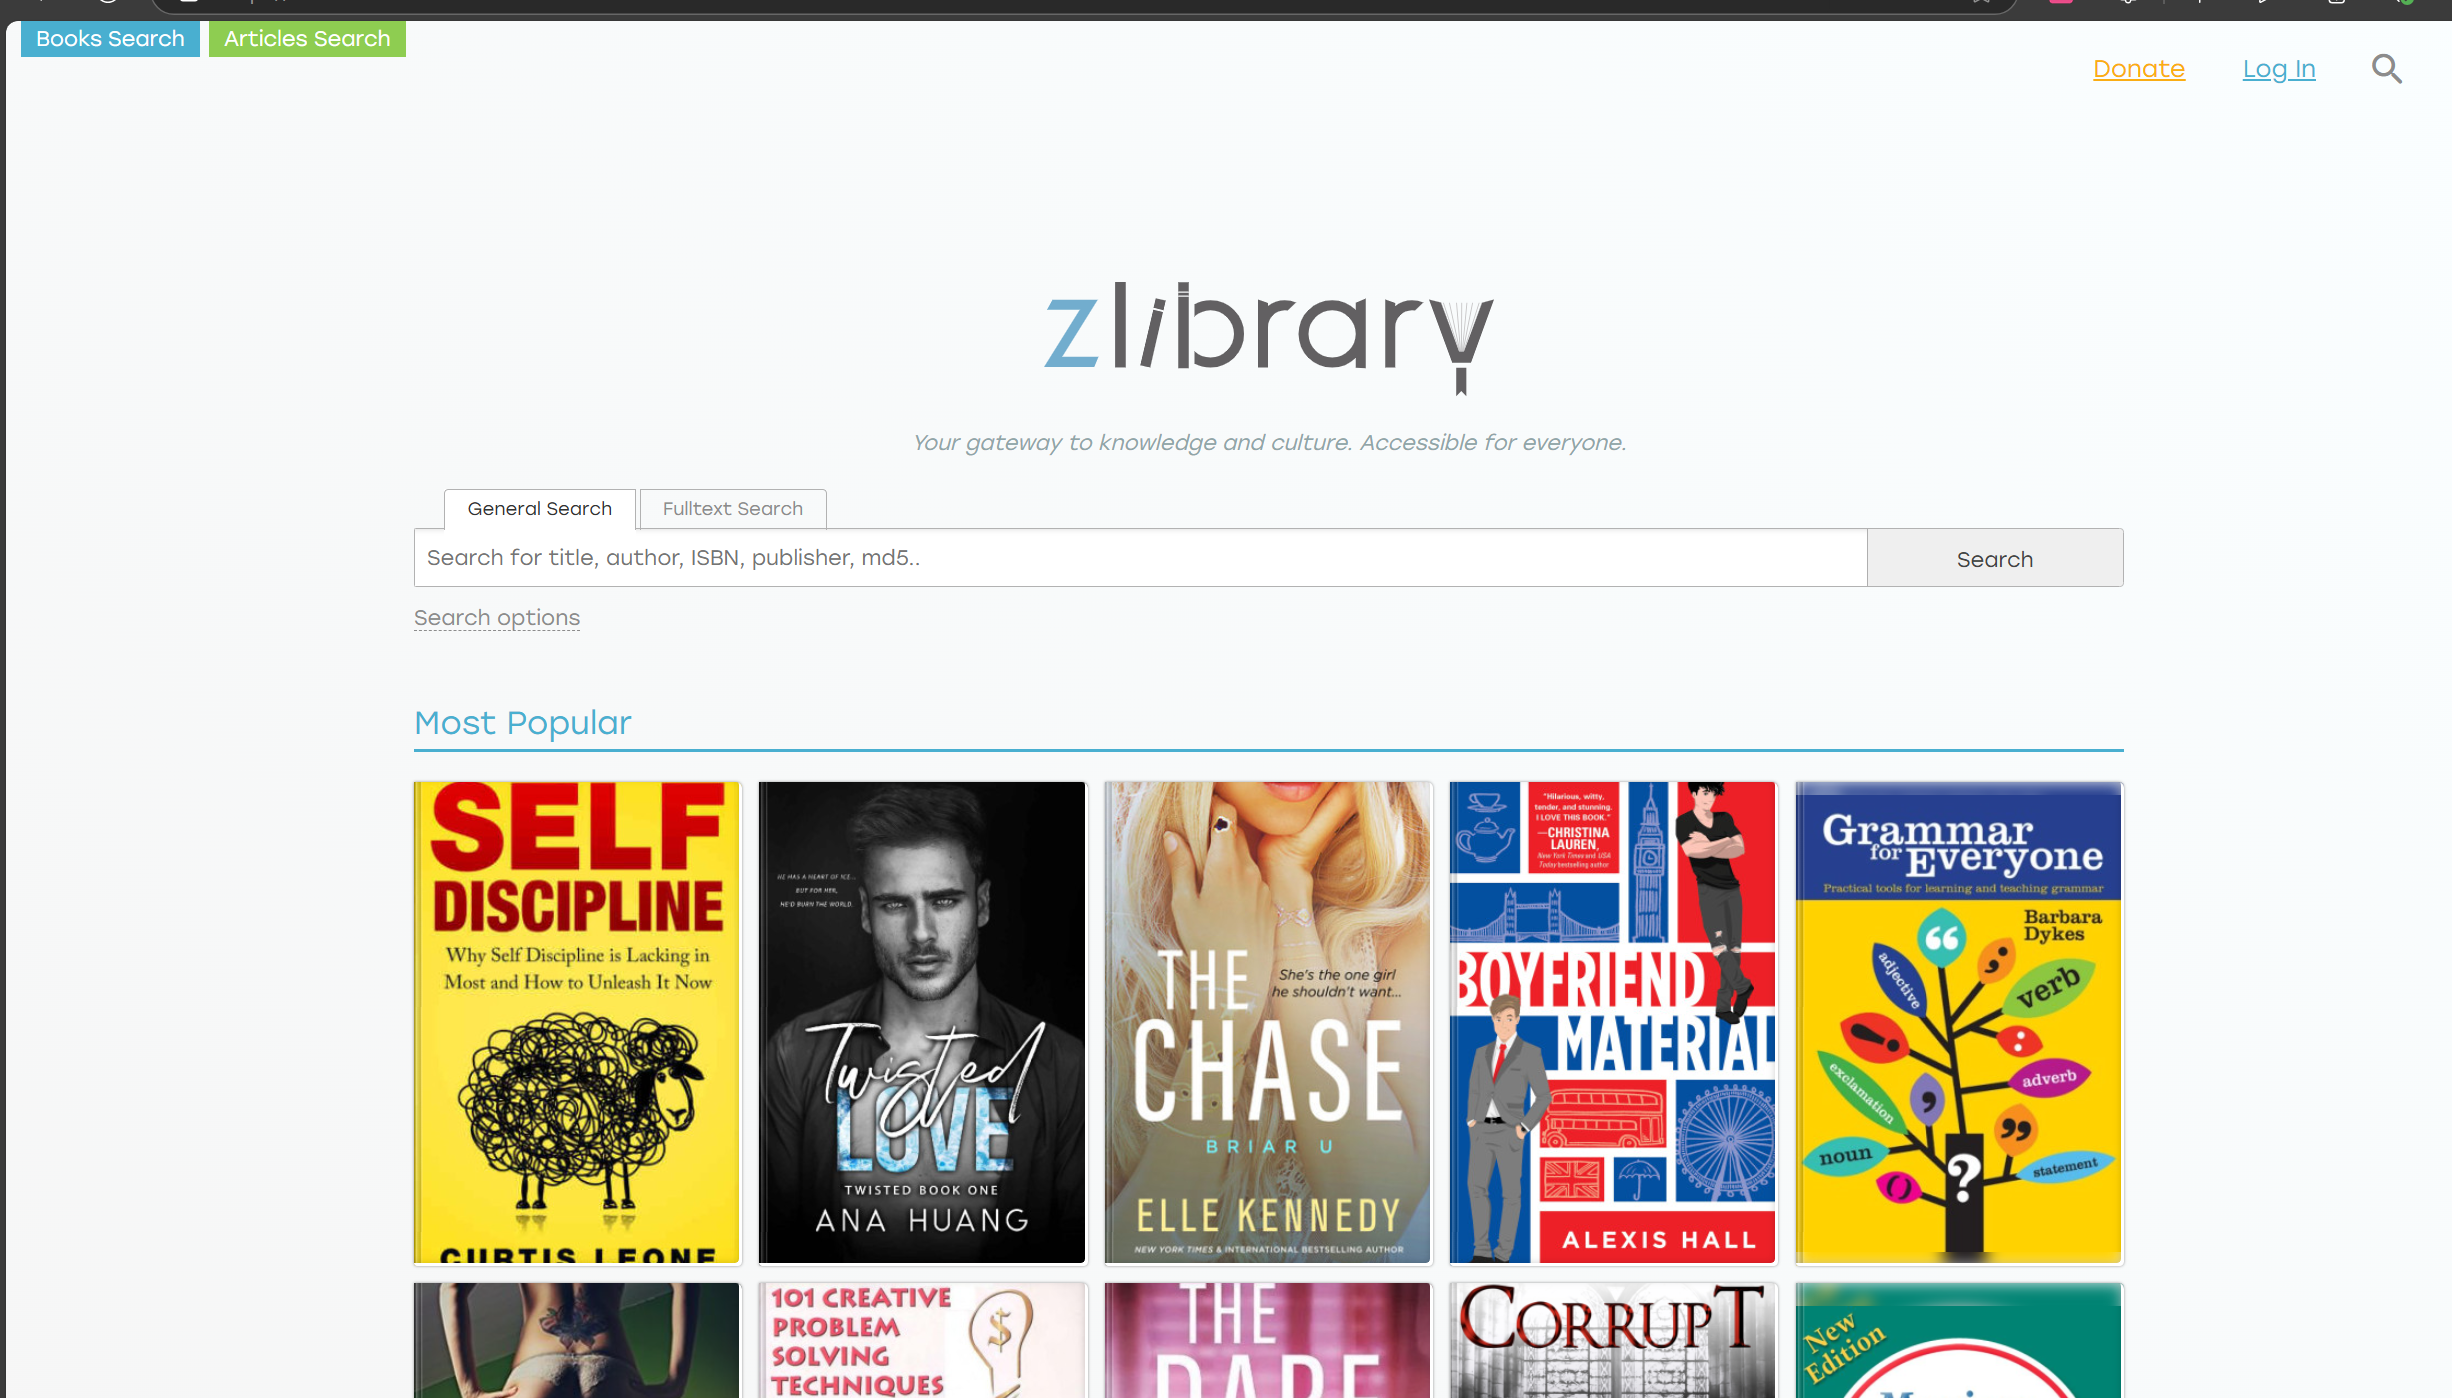 Books Search
Articles Search
Donate
Log In
zlibrary
Your gateway to knowledge and culture. Accessible for everyone.
General Search
Fulltext Search
Search for title, author, ISBN, publisher, md5..
Search
Search options
Most Popular
SELF
DISCIPLINE
Why Self Discipline is Lacking in
Most and How to Unleash It Now
CURTIS LEONE
HE HAS A HEART OF ICE...
BUT FOR HER,
HE'D BURN THE WORLD.
Twisted
LOVE
TWISTED BOOK ONE
ANA HUANG
She's the one girl
he shouldn't want...
THE
CHASE
BRIAR U
ELLE KENNEDY
NEW YORK TIMES & INTERNATIONAL BESTSELLING AUTHOR
"Hilarious, witty,
tender, and stunning.
I LOVE THIS BOOK."
—CHRISTINA
LAUREN,
New York Times and USA
Today bestselling author
BOYFRIEND
MATERIAL
ALEXIS HALL
Grammar
for Everyone
Practical tools for learning and teaching grammar
Barbara
Dykes
adjective
verb
exclamation
adverb
noun
statement
101 CREATIVE
PROBLEM
SOLVING
TECHNIQUES
THE
DARE
CORRUPT
New
Edition